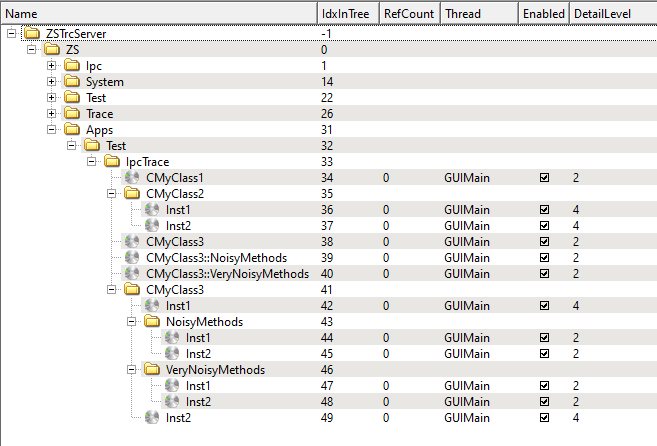 Name IdxInTree RefCount Thread Enabled DetailLevel
ZSTrcServer -1
ZS 0
Ipc 1
System 14
Test 22
Trace 26
Apps 31
Test 32
IpcTrace 33
CMyClass1 34 0 GUIMain 2
CMyClass2 35
Inst1 36 0 GUIMain 4
Inst2 37 0 GUIMain 4
CMyClass3 38 0 GUIMain 2
CMyClass3::NoisyMethods 39 0 GUIMain 2
CMyClass3::VeryNoisyMethods 40 0 GUIMain 2
CMyClass3 41
Inst1 42 0 GUIMain 4
NoisyMethods 43
Inst1 44 0 GUIMain 2
Inst2 45 0 GUIMain 2
VeryNoisyMethods 46
Inst1 47 0 GUIMain 2
Inst2 48 0 GUIMain 2
Inst2 49 0 GUIMain 4